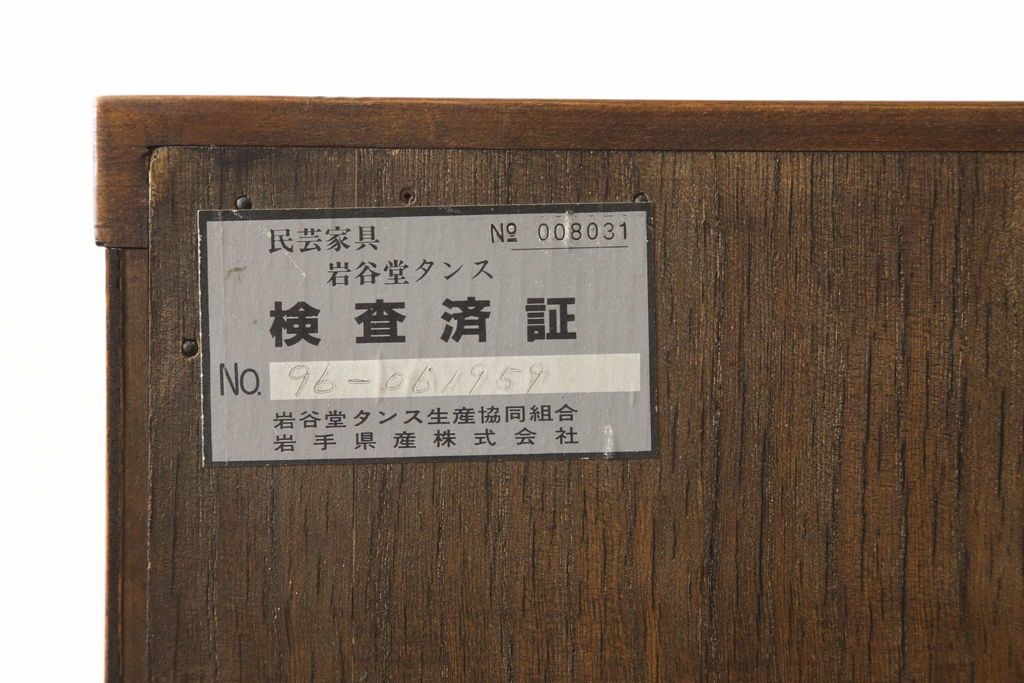 民芸家具 № 008031
岩谷堂タンス
検査済証
No. 96-061959
岩谷堂タンス生産協同組合
岩手県産株式会社